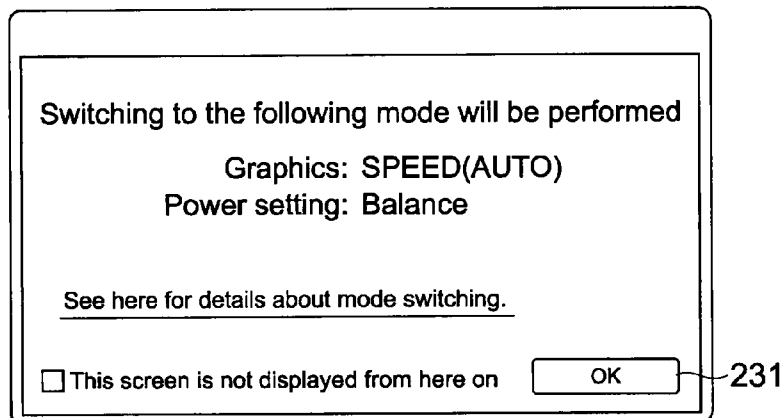 Switching to the following mode will be performed
Graphics: SPEED(AUTO)
Power setting: Balance
See here for details about mode switching.
This screen is not displayed from here on
OK
231